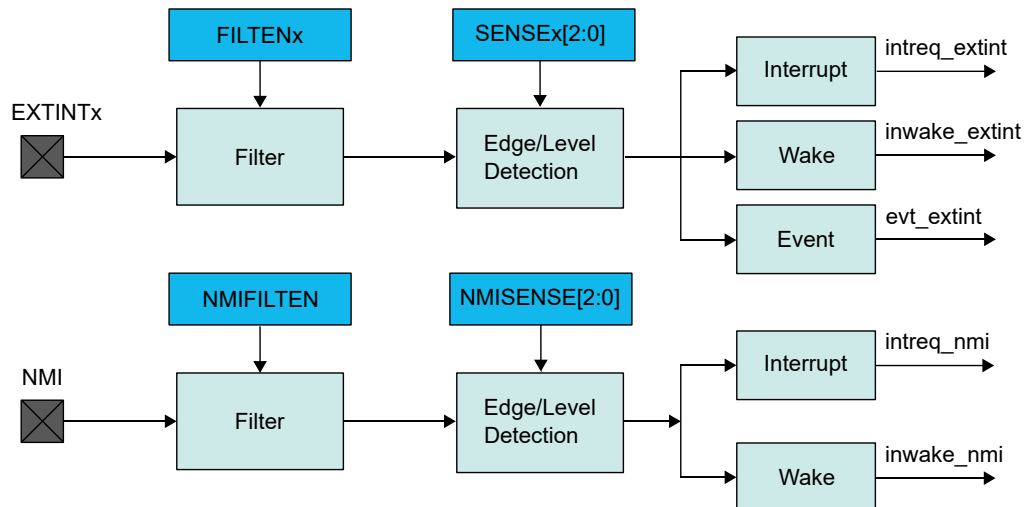 FILTENx
SENSEx[2:0]
intreq_extint
Interrupt
EXTINTx
inwake_extint
Filter
Edge/Level
Detection
Wake
evt_extint
Event
NMIFILTEN
NMISENSE[2:0]
intreq_nmi
Interrupt
NMI
Filter
Edge/Level
Detection
inwake_nmi
Wake